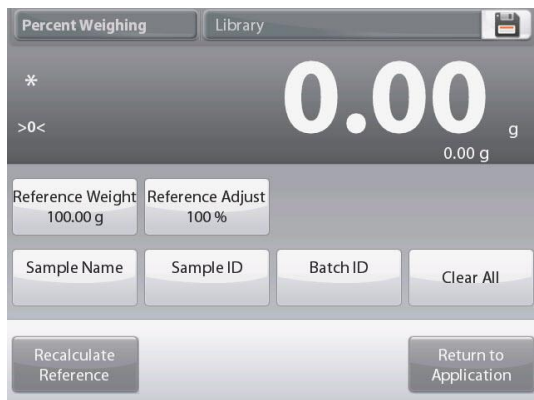 Percent Weighing
Library
*
0.00
>0<
g
0.00 g
Reference Weight
100.00 g
Reference Adjust
100 %
Sample Name
Sample ID
Batch ID
Clear All
Recalculate
Reference
Return to
Application